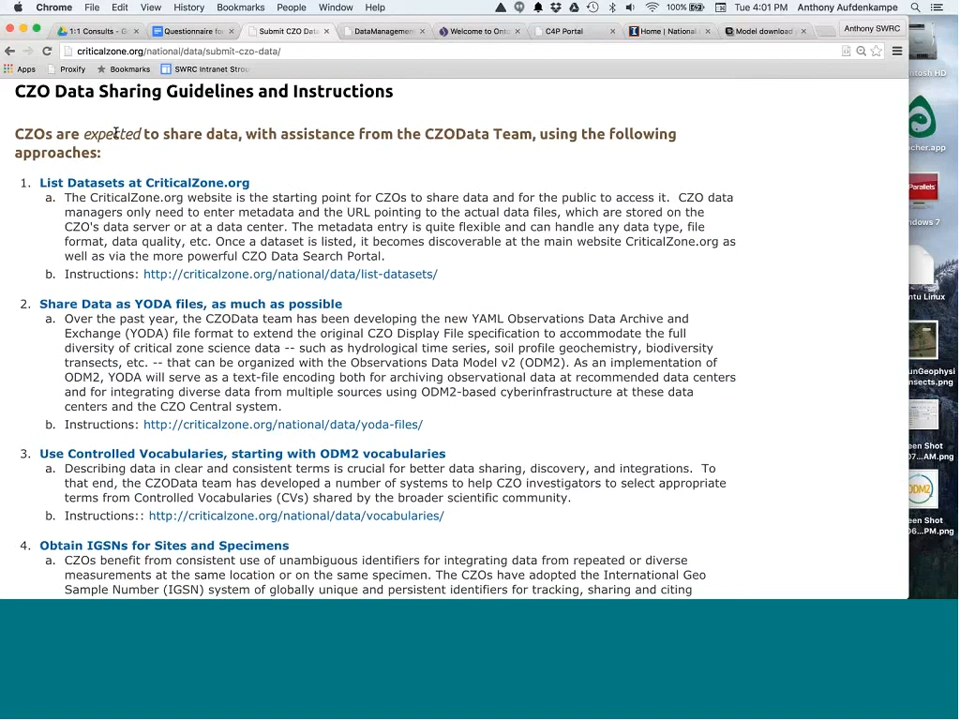 Chrome File Edit View History Bookmarks People Window Help 100% Tue 4:01 PM Anthony Aufdenkampe
1:1 Consults - G Questionnaire for Submit CZO Data DataManagemen Welcome to Onto C4P Portal Home | National Model download Anthony SWRC
criticalzone.org/national/data/submit-czo-data/
Apps Proxify Bookmarks SWRC Intranet Strou
CZO Data Sharing Guidelines and Instructions
CZOs are expected to share data, with assistance from the CZOData Team, using the following
approaches:
1. List Datasets at CriticalZone.org
a. The CriticalZone.org website is the starting point for CZOs to share data and for the public to access it. CZO data
managers only need to enter metadata and the URL pointing to the actual data files, which are stored on the
CZO's data server or at a data center. The metadata entry is quite flexible and can handle any data type, file
format, data quality, etc. Once a dataset is listed, it becomes discoverable at the main website CriticalZone.org as
well as via the more powerful CZO Data Search Portal.
b. Instructions: http://criticalzone.org/national/data/list-datasets/
2. Share Data as YODA files, as much as possible
a. Over the past year, the CZOData team has been developing the new YAML Observations Data Archive and
Exchange (YODA) file format to extend the original CZO Display File specification to accommodate the full
diversity of critical zone science data -- such as hydrological time series, soil profile geochemistry, biodiversity
transects, etc. -- that can be organized with the Observations Data Model v2 (ODM2). As an implementation of
ODM2, YODA will serve as a text-file encoding both for archiving observational data at recommended data centers
and for integrating diverse data from multiple sources using ODM2-based cyberinfrastructure at these data
centers and the CZO Central system.
b. Instructions: http://criticalzone.org/national/data/yoda-files/
3. Use Controlled Vocabularies, starting with ODM2 vocabularies
a. Describing data in clear and consistent terms is crucial for better data sharing, discovery, and integrations. To
that end, the CZOData team has developed a number of systems to help CZO investigators to select appropriate
terms from Controlled Vocabularies (CVs) shared by the broader scientific community.
b. Instructions:: http://criticalzone.org/national/data/vocabularies/
4. Obtain IGSNs for Sites and Specimens
a. CZOs benefit from consistent use of unambiguous identifiers for integrating data from repeated or diverse
measurements at the same location or on the same specimen. The CZOs have adopted the International Geo
Sample Number (IGSN) system of globally unique and persistent identifiers for tracking, sharing and citing
ntosh HD
acher.app
Parallels
ndows 7
ntu Linux
unGeophysi
nsects.png
een Shot
07...AM.png
ODM2
een Shot
06...PM.png